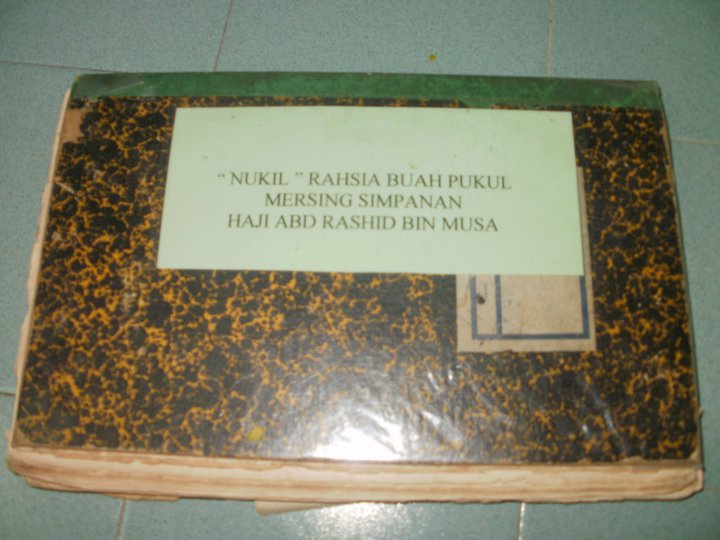 “ NUKIL ” RAHSIA BUAH PUKUL
MERSING SIMPANAN
HAJI ABD RASHID BIN MUSA